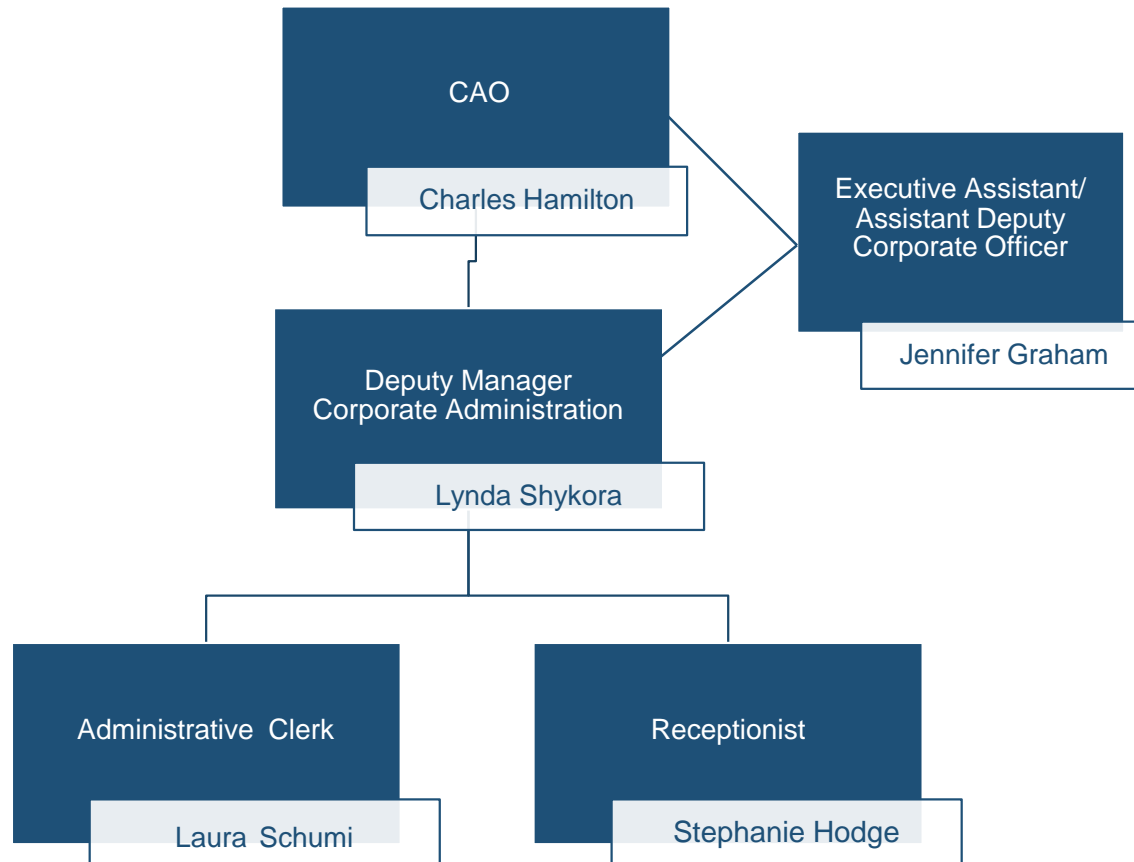 CAO
Charles Hamilton
Executive Assistant/
Assistant Deputy
Corporate Officer
Jennifer Graham
Deputy Manager
Corporate Administration
Lynda Shykora
Administrative Clerk
Laura Schumi
Receptionist
Stephanie Hodge